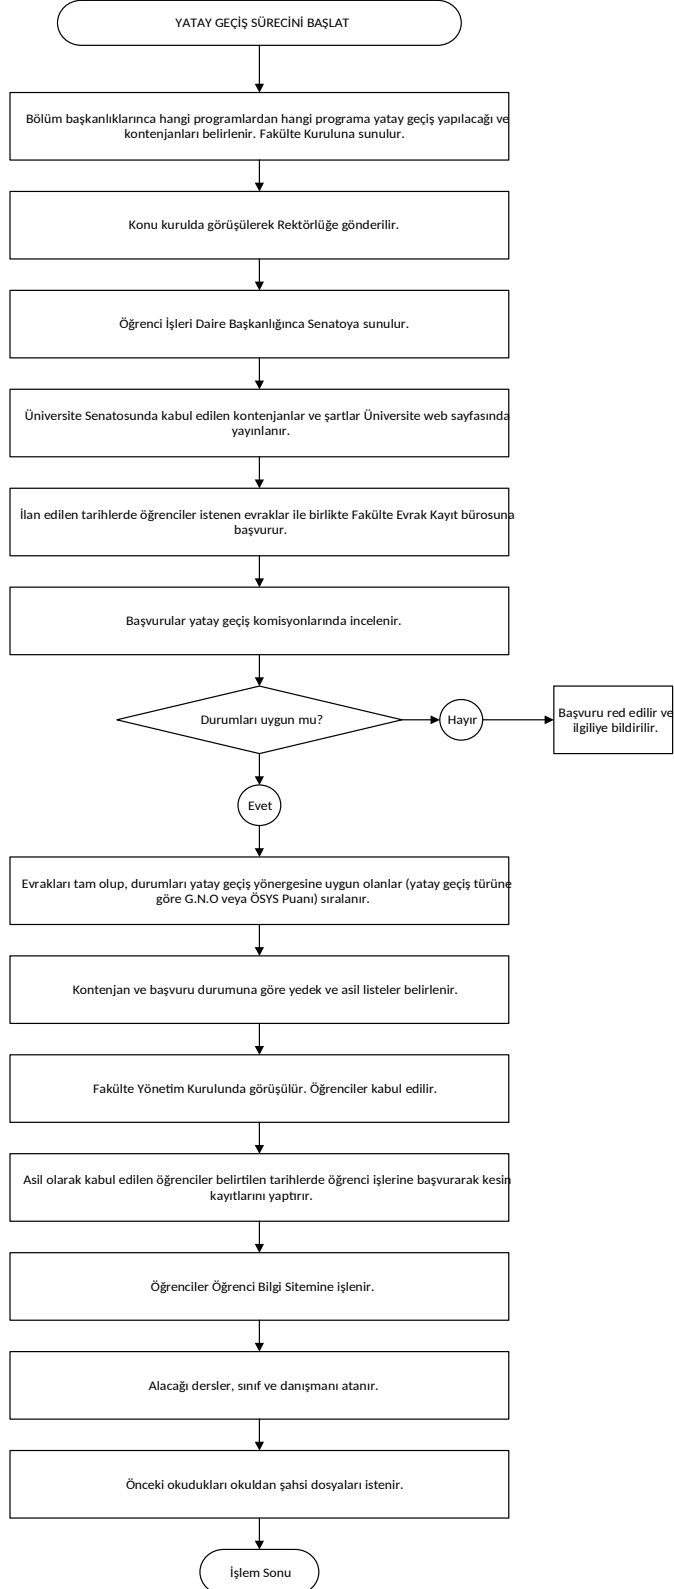 YATAY GEÇİŞ SÜRECİNİ BAŞLAT
Bölüm başkanlıklarınca hangi programlardan hangi programa yatay geçiş yapılacağı ve
kontenjanları belirlenir. Fakülte Kuruluna sunulur.
Konu kurulda görüşülerek Rektörlüğe gönderilir.
Öğrenci İşleri Daire Başkanlığınca Senatoya sunulur.
Üniversite Senatosunda kabul edilen kontenjanlar ve şartlar Üniversite web sayfasında
yayınlanır.
İlan edilen tarihlerde öğrenciler istenen evraklar ile birlikte Fakülte Evrak Kayıt bürosuna
başvurur.
Başvurular yatay geçiş komisyonlarında incelenir.
Durumları uygun mu?
Hayır
Başvuru red edilir ve
ilgiliye bildirilir.
Evet
Evrakları tam olup, durumları yatay geçiş yönergesine uygun olanlar (yatay geçiş türüne
göre G.N.O veya ÖSYS Puanı) sıralanır.
Kontenjan ve başvuru durumuna göre yedek ve asil listeler belirlenir.
Fakülte Yönetim Kurulunda görüşülür. Öğrenciler kabul edilir.
Asil olarak kabul edilen öğrenciler belirtilen tarihlerde öğrenci işlerine başvurarak kesin
kayıtlarını yaptırır.
Öğrenciler Öğrenci Bilgi Sitemine işlenir.
Alacağı dersler, sınıf ve danışmanı atanır.
Önceki okudukları okuldan şahsi dosyaları istenir.
İşlem Sonu